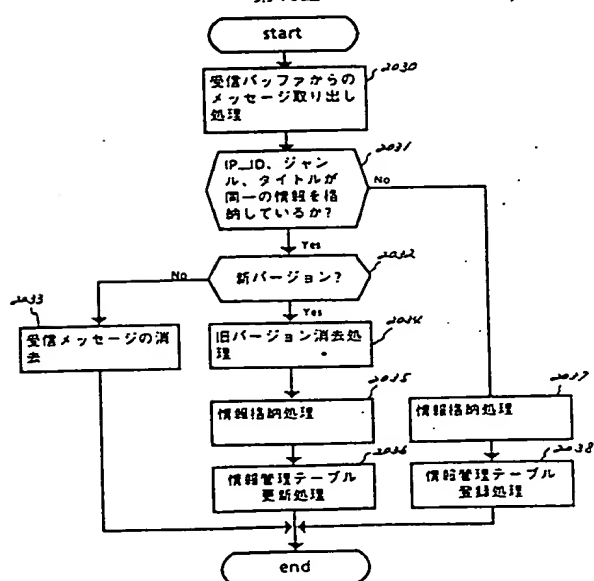 start
2030
受信バッファからの
メッセージ取り出し
処理
2031
IP_ID、ジャン
ル、タイトルが
同一の情報を格
納しているか?
No
Yes
2032
新バージョン?
No
Yes
2033
受信メッセージの消
去
2034
旧バージョン消去処
理
2035
情報格納処理
2037
情報格納処理
2036
情報管理テーブル
更新処理
2038
情報管理テーブル
登録処理
end